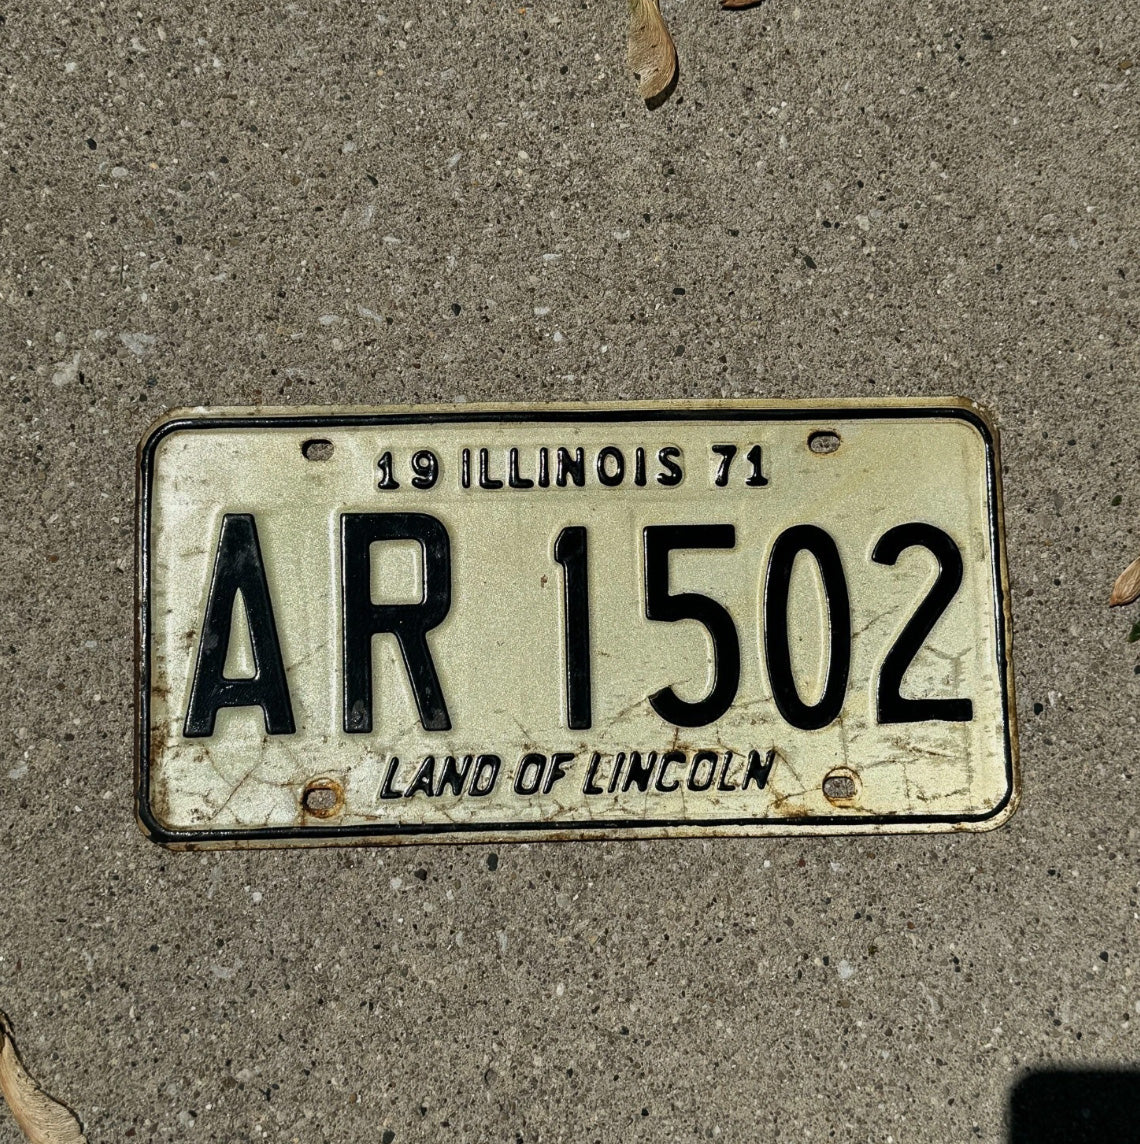 19 ILLINOIS 71
AR 1502
LAND OF LINCOLN